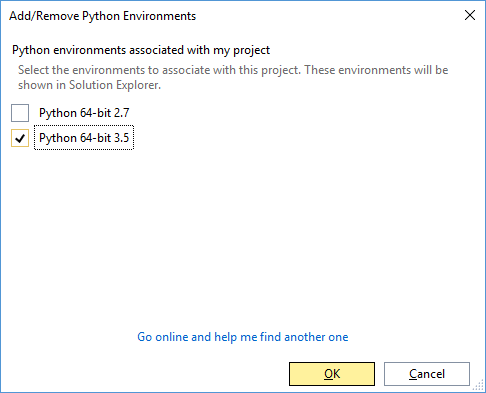 Add/Remove Python Environments
Python environments associated with my project
Select the environments to associate with this project. These environments will be
shown in Solution Explorer.
Python 64-bit 2.7
Python 64-bit 3.5
Go online and help me find another one
OK
Cancel